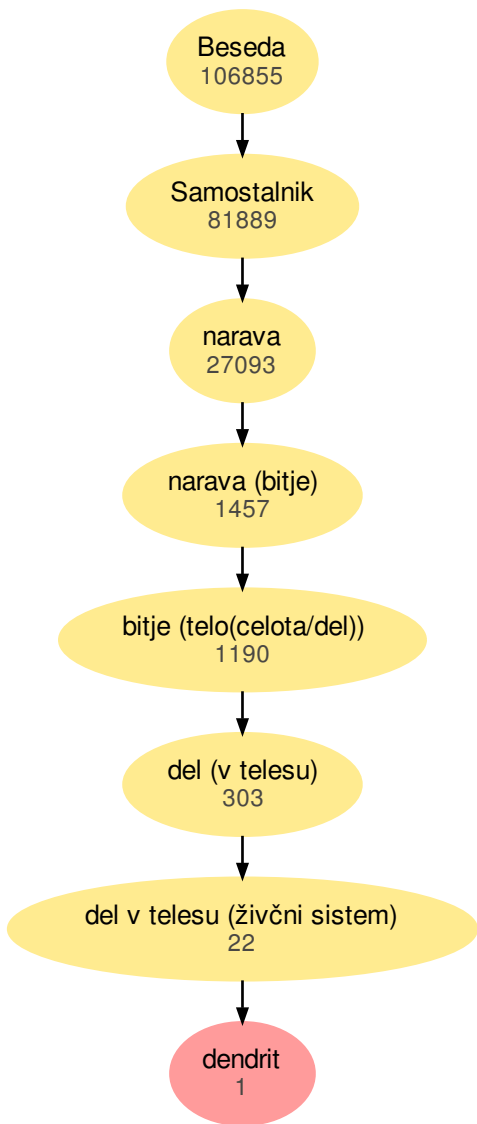 Beseda
106855
Samostalnik
81889
narava
27093
narava (bitje)
1457
bitje (telo(celota/del))
1190
del (v telesu)
303
del v telesu (živčni sistem)
22
dendrit
1